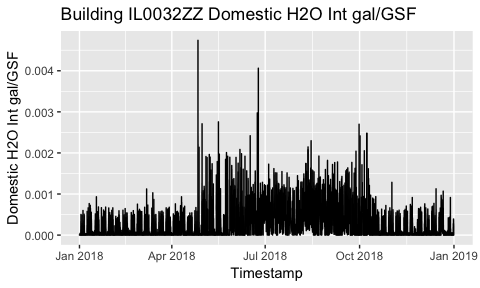 Building IL0032ZZ Domestic H2O Int gal/GSF
Domestic H2O Int gal/GSF
0.004
0.003
0.002
0.001
0.000
Jan 2018 Apr 2018 Jul 2018 Oct 2018 Jan 2019
Timestamp